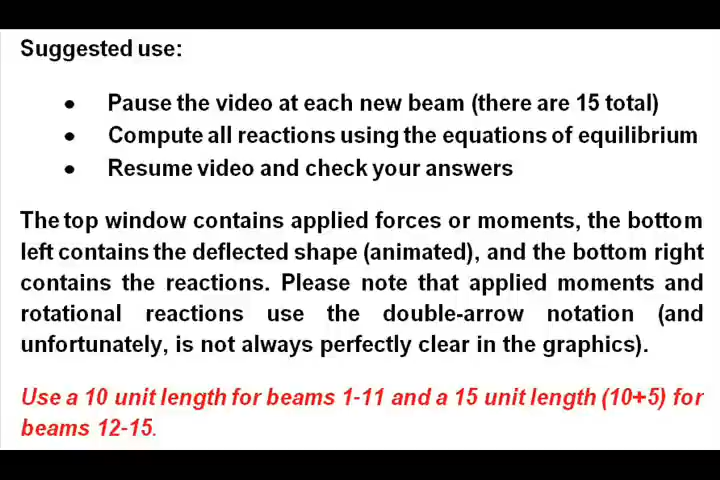 Suggested use:
• Pause the video at each new beam (there are 15 total)
• Compute all reactions using the equations of equilibrium
• Resume video and check your answers
The top window contains applied forces or moments, the bottom
left contains the deflected shape (animated), and the bottom right
contains the reactions. Please note that applied moments and
rotational reactions use the double-arrow notation (and
unfortunately, is not always perfectly clear in the graphics).
Use a 10 unit length for beams 1-11 and a 15 unit length (10+5) for
beams 12-15.